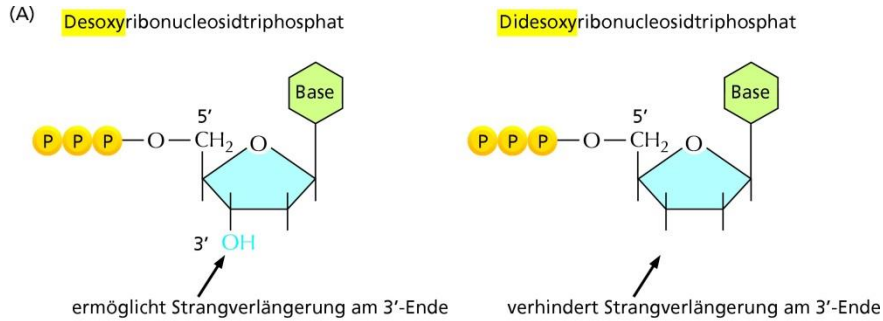 (A)
Desoxyribonucleosidtriphosphat
Base
5′
P P P O CH₂ O
3′ OH
ermöglicht Strangverlängerung am 3′-Ende
Didesoxyribonucleosidtriphosphat
Base
5′
P P P O CH₂ O
verhindert Strangverlängerung am 3′-Ende